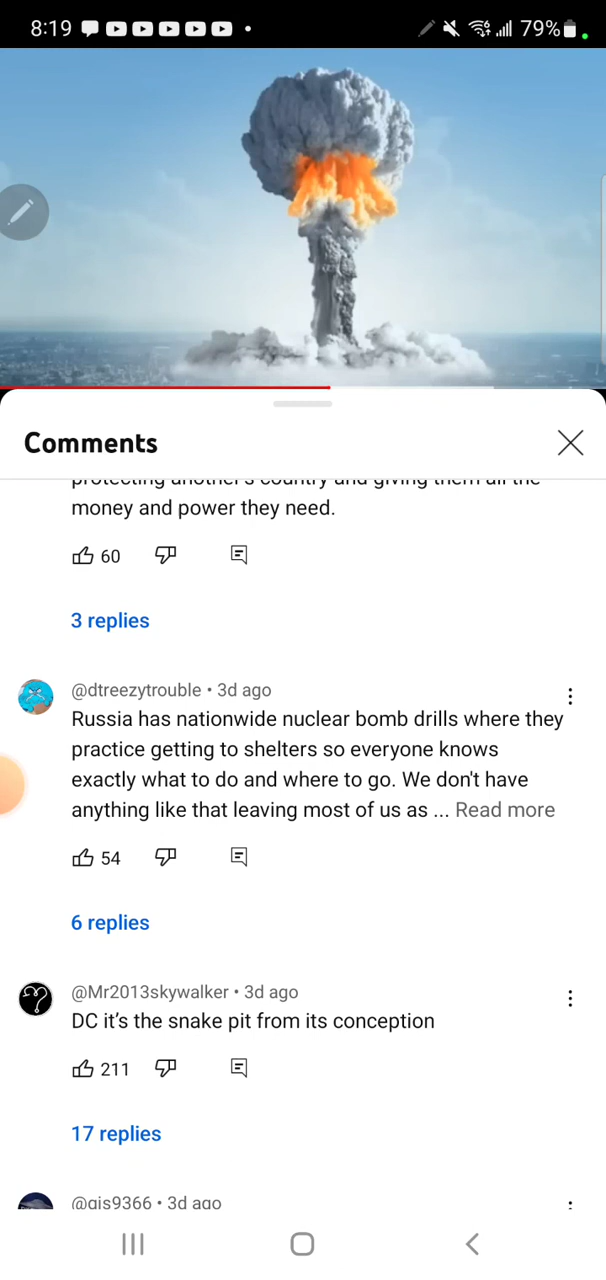 8:19
79%
Comments
protecting another's country and giving them all the
money and power they need.
60
3 replies
@dtreezytrouble • 3d ago
Russia has nationwide nuclear bomb drills where they
practice getting to shelters so everyone knows
exactly what to do and where to go. We don't have
anything like that leaving most of us as ... Read more
54
6 replies
@Mr2013skywalker • 3d ago
DC it’s the snake pit from its conception
211
17 replies
@gis9366 • 3d ago